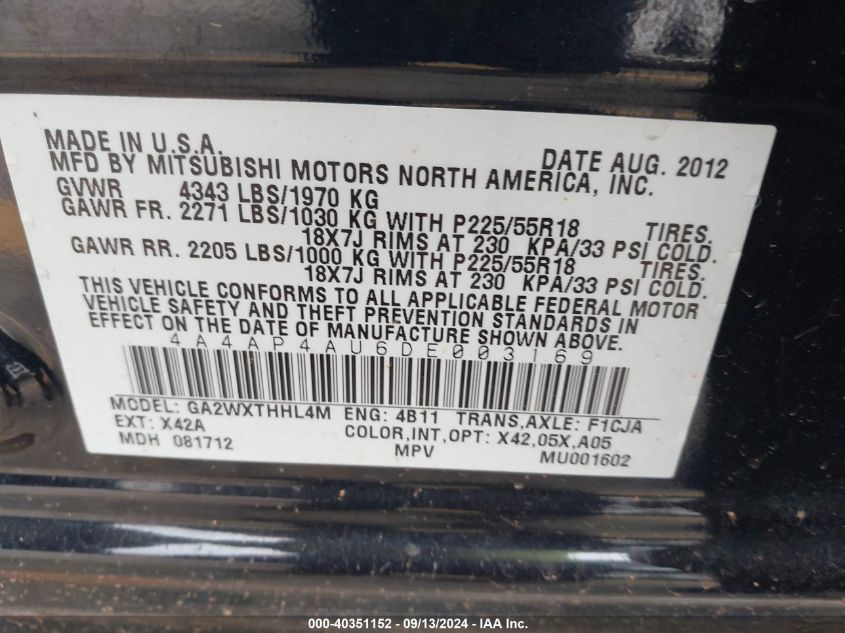 MADE IN U.S.A. DATE AUG. 2012
MFD BY MITSUBISHI MOTORS NORTH AMERICA, INC.
GVWR 4343 LBS/1970 KG
GAWR FR. 2271 LBS/1030 KG WITH P225/55R18 TIRES.
18X7J RIMS AT 230 KPA/33 PSI COLD.
GAWR RR. 2205 LBS/1000 KG WITH P225/55R18 TIRES.
18X7J RIMS AT 230 KPA/33 PSI COLD.
THIS VEHICLE CONFORMS TO ALL APPLICABLE FEDERAL MOTOR
VEHICLE SAFETY AND THEFT PREVENTION STANDARDS IN
EFFECT ON THE DATE OF MANUFACTURE SHOWN ABOVE.
4A4AP4AU6DE003169
MODEL: GA2WXTHHL4M ENG: 4B11 TRANS,AXLE: F1CJA
EXT: X42A COLOR,INT,OPT: X42,05X,A05
MDH 081712 MPV MU001602
000-40351152 - 09/13/2024 - IAAI Inc.